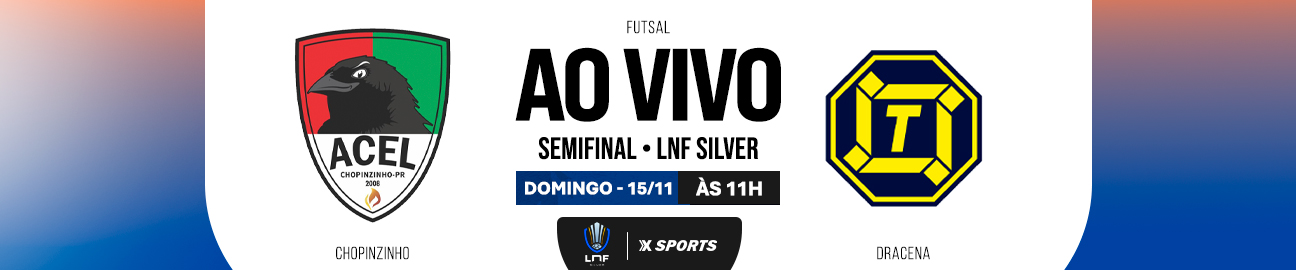 FUTSAL
AO VIVO
SEMIFINAL • LNF SILVER
DOMINGO - 15/11 ÀS 11H
LNF
SILVER
X SPORTS
ACEL
CHOPINZINHO-PR
2008
CHOPINZINHO
T
DRACENA